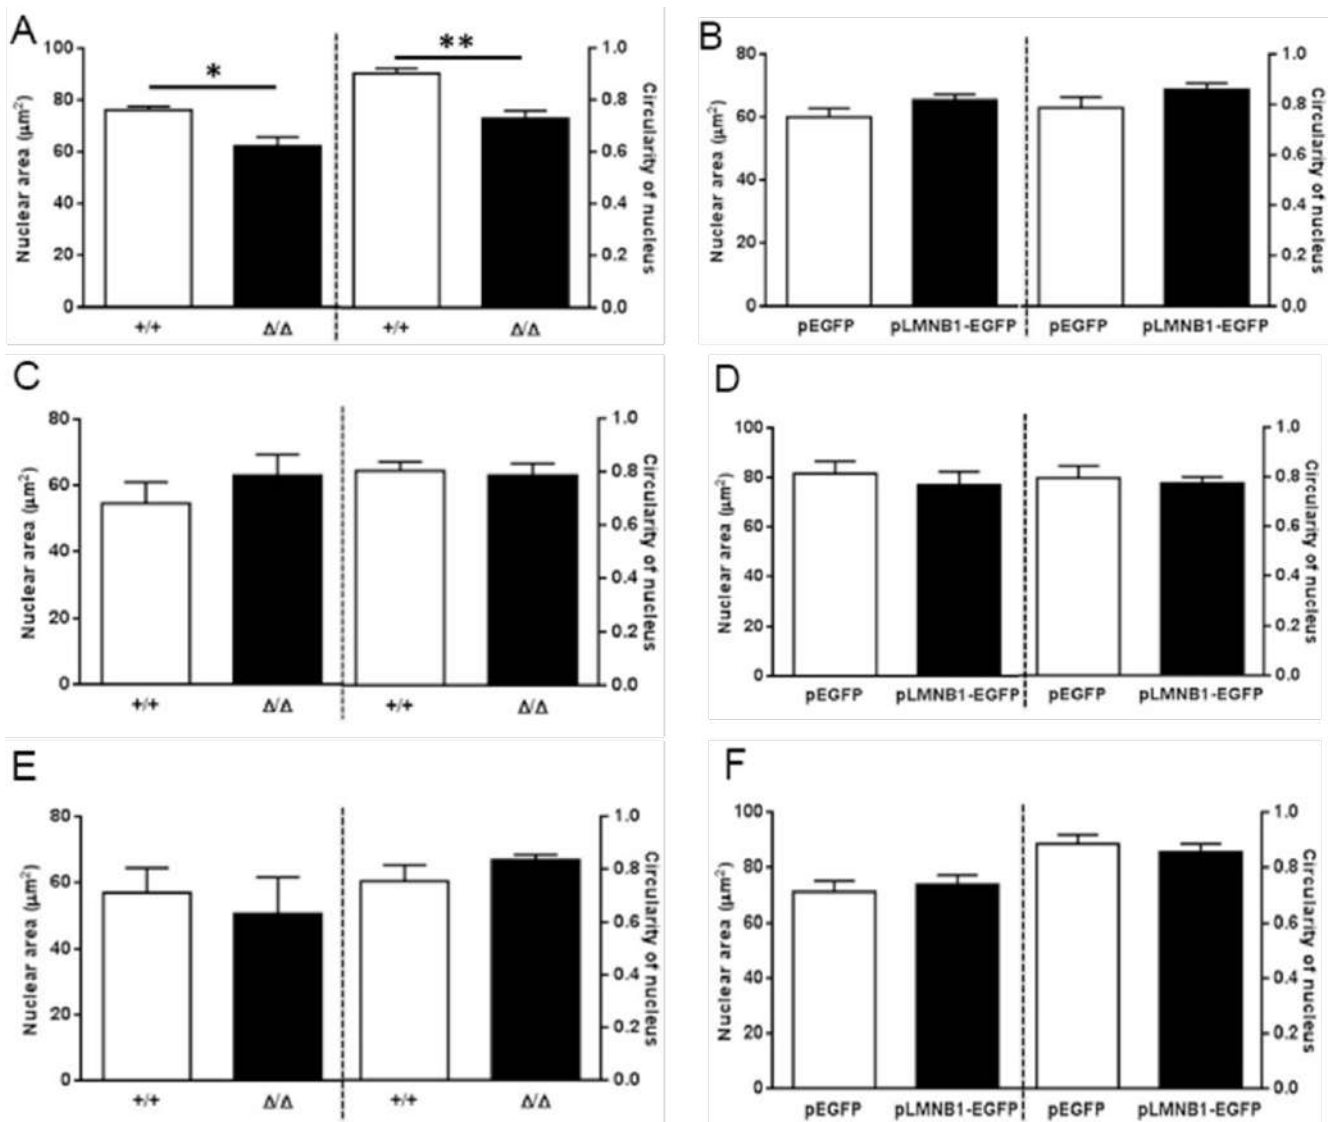 A
Nuclear area (μm²)
100
80
60
40
20
0
*
**
+/+
Δ/Δ
+/+
Δ/Δ
1.0
0.8
0.6
0.4
0.2
0.0
Circularity of nucleus
B
Nuclear area (μm²)
80
60
40
20
0
pEGFP
pLMNB1-EGFP
pEGFP
pLMNB1-EGFP
1.0
0.8
0.6
0.4
0.2
0.0
Circularity of nucleus
C
Nuclear area (μm²)
80
60
40
20
0
+/+
Δ/Δ
+/+
Δ/Δ
1.0
0.8
0.6
0.4
0.2
0.0
Circularity of nucleus
D
Nuclear area (μm²)
100
80
60
40
20
0
pEGFP
pLMNB1-EGFP
pEGFP
pLMNB1-EGFP
1.0
0.8
0.6
0.4
0.2
0.0
Circularity of nucleus
E
Nuclear area (μm²)
80
60
40
20
0
+/+
Δ/Δ
+/+
Δ/Δ
1.0
0.8
0.6
0.4
0.2
0.0
Circularity of nucleus
F
Nuclear area (μm²)
100
80
60
40
20
0
pEGFP
pLMNB1-EGFP
pEGFP
pLMNB1-EGFP
1.0
0.8
0.6
0.4
0.2
0.0
Circularity of nucleus